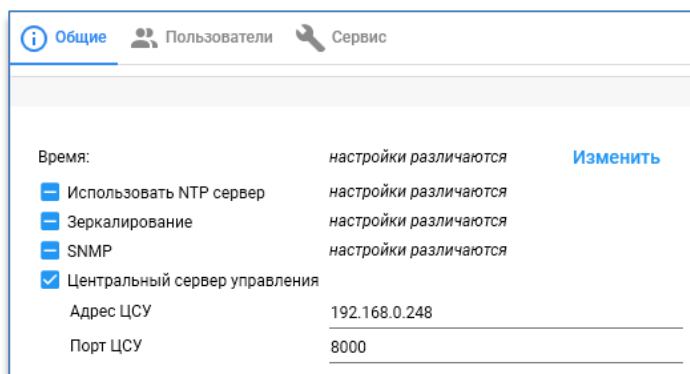 Общие Пользователи Сервис
Время: настройки различаются Изменить
Использовать NTP сервер настройки различаются
Зеркалирование настройки различаются
SNMP настройки различаются
Центральный сервер управления
Адрес ЦСУ 192.168.0.248
Порт ЦСУ 8000